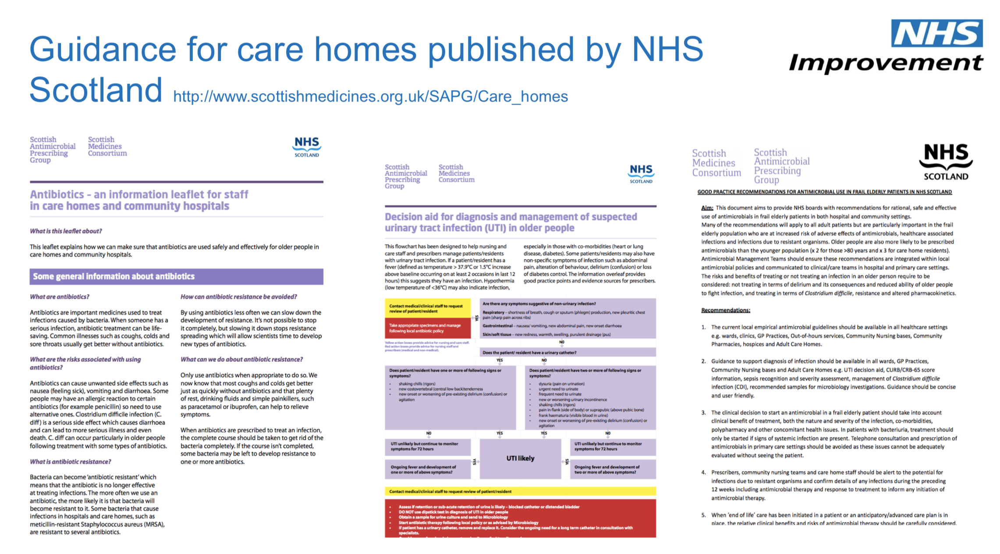 Guidance for care homes published by NHS
Scotland http://www.scottishmedicines.org.uk/SAPG/Care_homes
NHS
Improvement
Scottish
Antimicrobial
Prescribing
Group
Scottish
Medicines
Consortium
NHS
SCOTLAND
Antibiotics - an information leaflet for staff
in care homes and community hospitals
What is this leaflet about?
This leaflet explains how we can make sure that antibiotics are used safely and effectively for older people in
care homes and community hospitals.
Some general information about antibiotics
What are antibiotics?
Antibiotics are important medicines used to treat
infections caused by bacteria. When someone has a
serious infection, antibiotic treatment can be life-
saving. Common illnesses such as coughs, colds and
sore throats usually get better without antibiotics.
What are the risks associated with using
antibiotics?
Antibiotics can cause unwanted side effects such as
nausea (feeling sick), vomiting and diarrhoea. Some
people may have an allergic reaction to certain
antibiotics (for example penicillin) so need to use
alternative ones. Clostridium difficile infection (C.
diff) is a serious side effect which causes diarrhoea
and can lead to more serious illness and even
death. C. diff can occur particularly in older people
following treatment with some types of antibiotics.
What is antibiotic resistance?
Bacteria can become 'antibiotic resistant' which
means that the antibiotic is no longer effective
at treating infections. The more often we use an
antibiotic, the more likely it is that bacteria will
become resistant to it. Some bacteria that cause
infections in hospitals and care homes, such as
meticillin-resistant Staphylococcus aureus (MRSA),
are resistant to several antibiotics.
How can antibiotic resistance be avoided?
By using antibiotics less often we can slow down the
development of resistance. It's not possible to stop
it completely, but slowing it down stops resistance
spreading which will allow scientists time to develop
new types of antibiotics.
What can we do about antibiotic resistance?
Only use antibiotics when appropriate to do so. We
now know that most coughs and colds get better
just as quickly without antibiotics and that plenty
of rest, drinking fluids and simple painkillers, such
as paracetamol or ibuprofen, can help to relieve
symptoms.
When antibiotics are prescribed to treat an infection,
the complete course should be taken to get rid of the
bacteria completely. If the course isn't completed,
some bacteria may be left to develop resistance to
one or more antibiotics.
Scottish
Antimicrobial
Prescribing
Group
Scottish
Medicines
Consortium
NHS
SCOTLAND
Decision aid for diagnosis and management of suspected
urinary tract infection (UTI) in older people
This flowchart has been designed to help nursing and
care staff and prescribers manage patients/residents
with urinary tract infection. If a patient/resident has a
fever (defined as temperature > 37.9°C or 1.5°C increase
above baseline occurring on at least 2 occasions in last 12
hours) this suggests they have an infection. Hypothermia
(low temperature of <36°C) may also indicate infection,
especially in those with co-morbidities (heart or lung
disease, diabetes). Some patients/residents may also have
non-specific symptoms of infection such as abdominal
pain, alteration of behaviour, delirium (confusion) or loss
of diabetes control. The information overleaf provides
good practice points and evidence sources for prescribers.
Contact medical/clinical staff to request
review of patient/resident
Take appropriate specimens and manage
following local antibiotic policy
Yellow action boxes provide advice for nursing and care staff.
Red action boxes provide advice for nursing staff and
prescribers (medical and non-medical).
YES
Are there any symptoms suggestive of non-urinary infection?
Respiratory – shortness of breath, cough or sputum (phlegm) production, new pleuritic chest
pain (sharp pain across ribs)
Gastrointestinal – nausea/ vomiting, new abdominal pain, new onset diarrhoea
Skin/soft tissue – new redness, warmth, swelling, purulent drainage (pus)
NO
Does the patient/ resident have a urinary catheter?
YES
NO
Does patient/resident have one or more of following signs or
symptoms?
• shaking chills (rigors)
• new costovertebral (central low back)tenderness
• new onset or worsening of pre-existing delirium (confusion) or
agitation
Does patient/resident have two or more of following signs or
symptoms?
• dysuria (pain on urination)
• urgent need to urinate
• frequent need to urinate
• new or worsening urinary incontinence
• shaking chills (rigors)
• pain in flank (side of body) or suprapubic (above pubic bone)
• frank haematuria (visible blood in urine)
• new onset or worsening of pre-existing delirium (confusion) or
agitation
NO
YES
YES
NO
UTI unlikely but continue to monitor
symptoms for 72 hours
Ongoing fever and development of
one or more of above symptoms?
YES
UTI likely
YES
UTI unlikely but continue to monitor
symptoms for 72 hours
Ongoing fever and development of
two or more of above symptoms?
Contact medical/clinical staff to request review of patient/resident
• Assess if retention or sub-acute retention of urine is likely – blocked catheter or distended bladder
• DO NOT use dipstick test in diagnosis of UTI in older people
• Obtain a sample for urine culture and send to Microbiology
• Start antibiotic therapy following local policy or as advised by Microbiology
• If patient has a urinary catheter, remove and replace it. Consider the ongoing need for a long term catheter in consultation with
specialists.
Scottish
Medicines
Consortium
Scottish
Antimicrobial
Prescribing
Group
NHS
SCOTLAND
GOOD PRACTICE RECOMMENDATIONS FOR ANTIMICROBIAL USE IN FRAIL ELDERLY PATIENTS IN NHS SCOTLAND
Aim: This document aims to provide NHS boards with recommendations for rational, safe and effective
use of antimicrobials in frail elderly patients in both hospital and community settings.
Many of the recommendations will apply to all adult patients but are particularly important in the frail
elderly population who are at increased risk of adverse effects of antimicrobials, healthcare associated
infections and infections due to resistant organisms. Older people are also more likely to be prescribed
antimicrobials than the younger population (x 2 for those >80 years and x 3 for care home residents).
Antimicrobial Management Teams should ensure these recommendations are integrated within local
antimicrobial policies and communicated to clinical/care teams in hospital and primary care settings.
The risks and benefits of treating or not treating an infection in an older person require to be
considered: not treating in terms of delirium and its consequences and reduced ability of older people
to fight infection, and treating in terms of Clostridium difficile, resistance and altered pharmacokinetics.
Recommendations:
1. The current local empirical antimicrobial guidelines should be available in all healthcare settings
e.g. wards, clinics, GP Practices, Out-of-hours services, Community Nursing bases, Community
Pharmacies, hospices and Adult Care Homes.
2. Guidance to support diagnosis of infection should be available in all wards, GP Practices,
Community Nursing bases and Adult Care Homes e.g. UTI decision aid, CURB/CRB-65 score
information, sepsis recognition and severity assessment, management of Clostridium difficile
infection (CDI), recommended samples for microbiology investigations. Guidance should be concise
and user friendly.
3. The clinical decision to start an antimicrobial in a frail elderly patient should take into account
clinical benefit of treatment, both the nature and severity of the infection, co-morbidities,
polypharmacy and other concomitant health issues. In patients with bacteriuria, treatment should
only be started if signs of systemic infection are present. Telephone consultation and prescription of
antimicrobials in primary care settings should be avoided as these issues cannot be adequately
evaluated without seeing the patient.
4. Prescribers, community nursing teams and care home staff should be alert to the potential for
infections due to resistant organisms and confirm details of any infections during the preceding
12 weeks including antimicrobial therapy and response to treatment to inform any initiation of
antimicrobial therapy.
5. When 'end of life' care has been initiated in a patient or an anticipatory/advanced care plan is in
place, the relative clinical benefits and risks of antimicrobial therapy should be carefully considered.